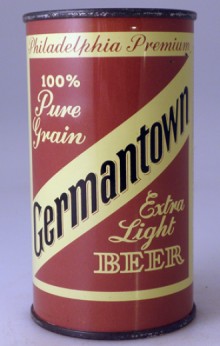 Philadelphia Premium
100%
Pure
Grain
Germantown
Extra
Light
BEER